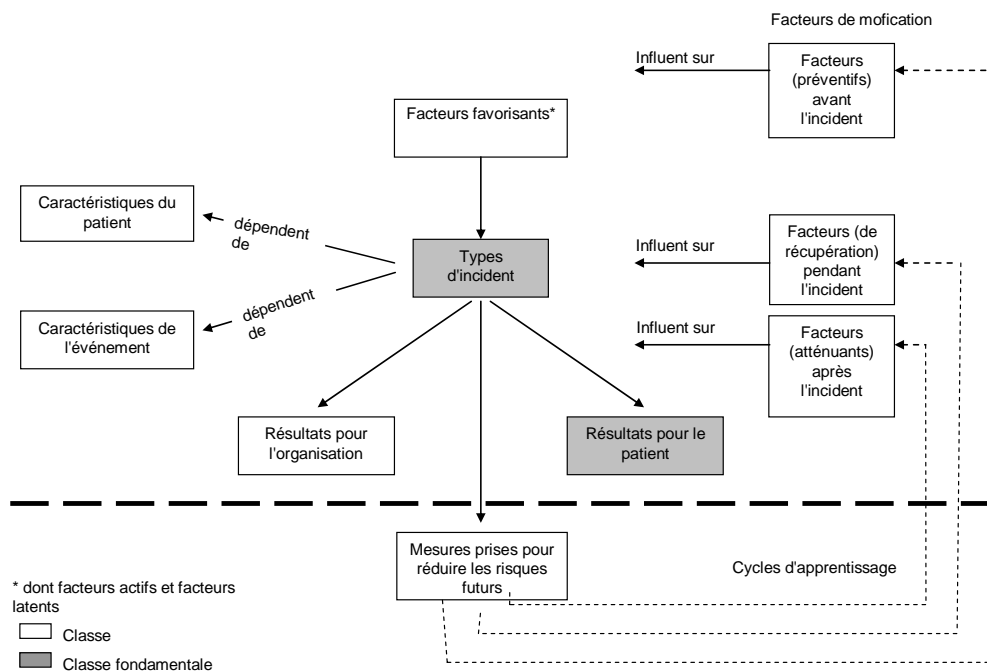 Facteurs de mofication
Influent sur
Facteurs
(préventifs)
avant
l'incident
Facteurs favorisants*
Caractéristiques du
patient
dépendent
de
Types
d'incident
Influent sur
Facteurs (de
récupération)
pendant
l'incident
Caractéristiques de
l'événement
dépendent
de
Influent sur
Facteurs
(atténuants)
après
l'incident
Résultats pour
l'organisation
Résultats pour le
patient
Mesures prises pour
réduire les risques
futurs
Cycles d'apprentissage
* dont facteurs actifs et facteurs
latents
Classe
Classe fondamentale